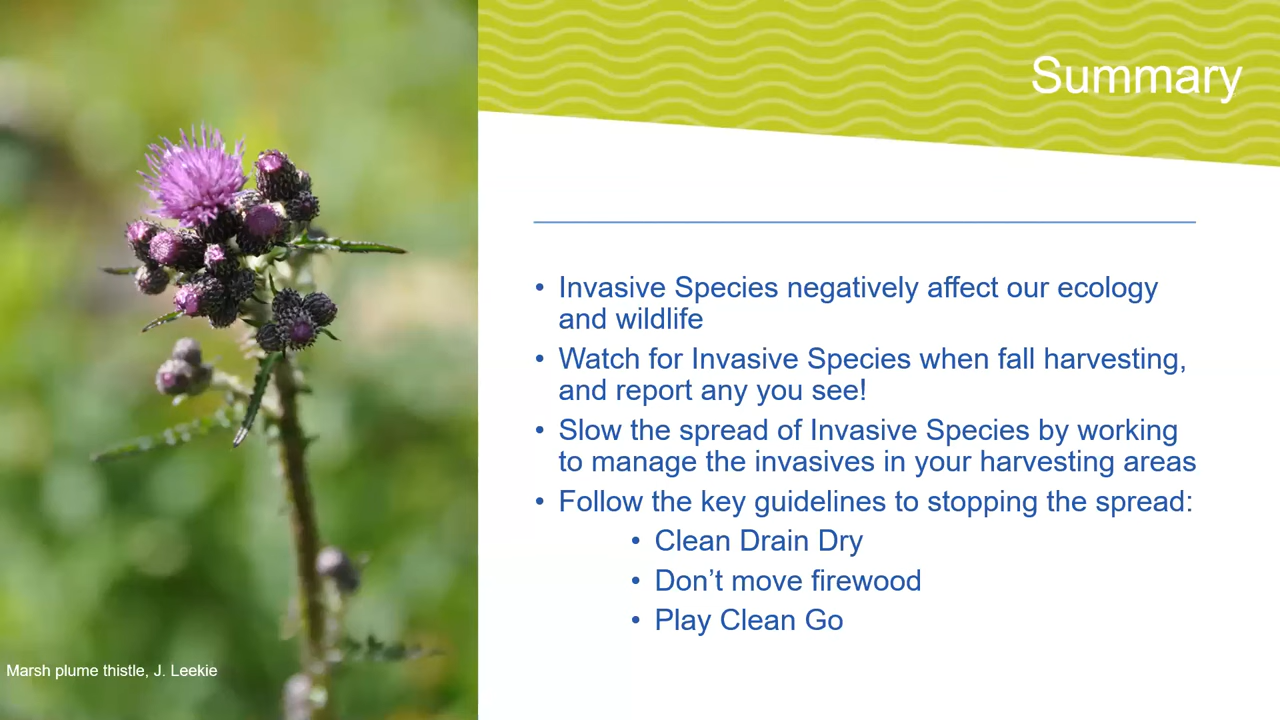 Summary
• Invasive Species negatively affect our ecology
and wildlife
• Watch for Invasive Species when fall harvesting,
and report any you see!
• Slow the spread of Invasive Species by working
to manage the invasives in your harvesting areas
• Follow the key guidelines to stopping the spread:
• Clean Drain Dry
• Don’t move firewood
• Play Clean Go
Marsh plume thistle, J. Leekie